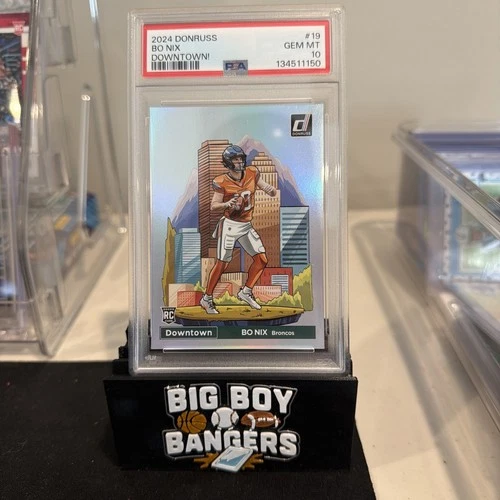 2024 DONRUSS #19
BO NIX GEM MT
DOWNTOWN! 10
PSA 134511150
DONRUSS
RC
Downtown BO NIX Broncos
BIG BOY
BANGERS